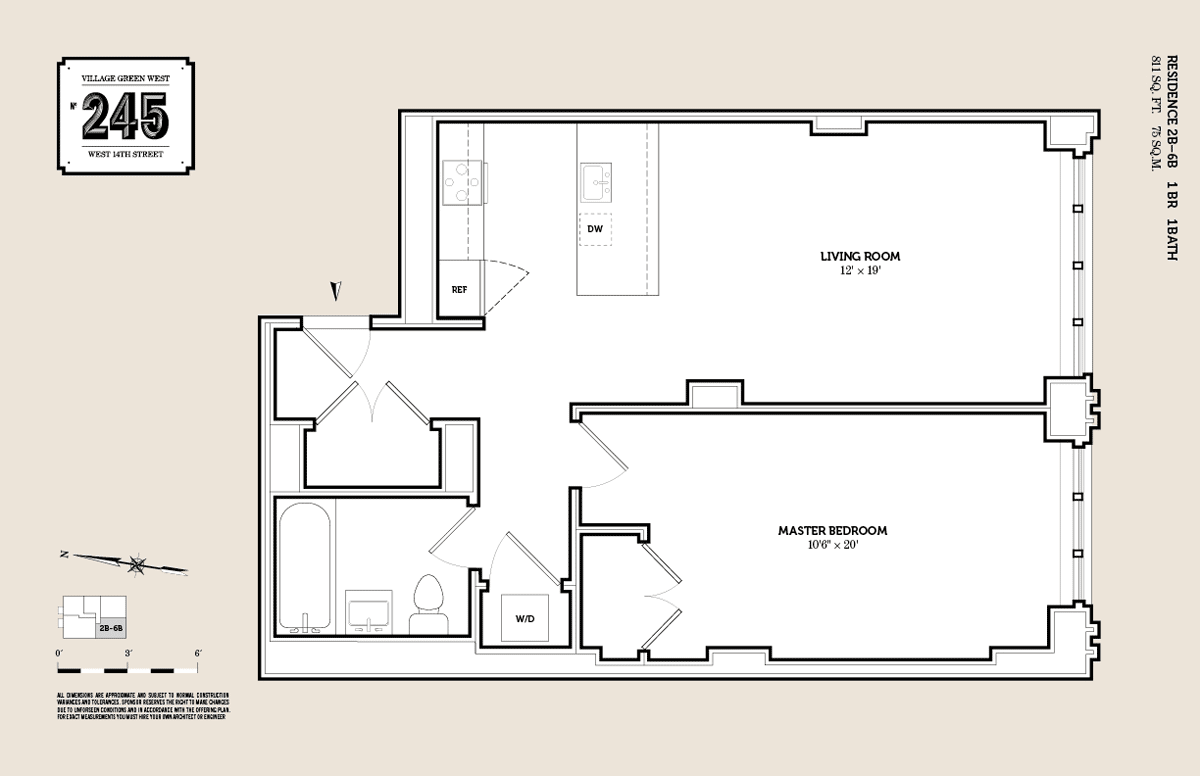 VILLAGE GREEN WEST
Nº
245
WEST 14TH STREET
RESIDENCE 2B–6B 1 BR 1 BATH
811 SQ. FT. 75 SQ.M.
DW
REF
LIVING ROOM
12' × 19'
MASTER BEDROOM
10'6" × 20'
W/D
N
2B-6B
0' 3' 6'
ALL DIMENSIONS ARE APPROXIMATE AND SUBJECT TO NORMAL CONSTRUCTION
VARIANCES AND TOLERANCES. SPONSOR RESERVES THE RIGHT TO MAKE CHANGES
DUE TO UNFORSEEN CONDITIONS AND IN ACCORDANCE WITH THE OFFERING PLAN.
FOR EXACT MEASUREMENTS YOU MUST HIRE YOUR OWN ARCHITECT OR ENGINEER